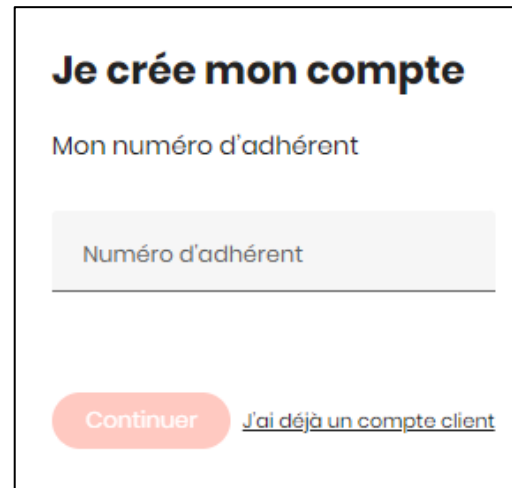 Je crée mon compte
Mon numéro d'adhérent
Numéro d'adhérent
Continuer J'ai déjà un compte client